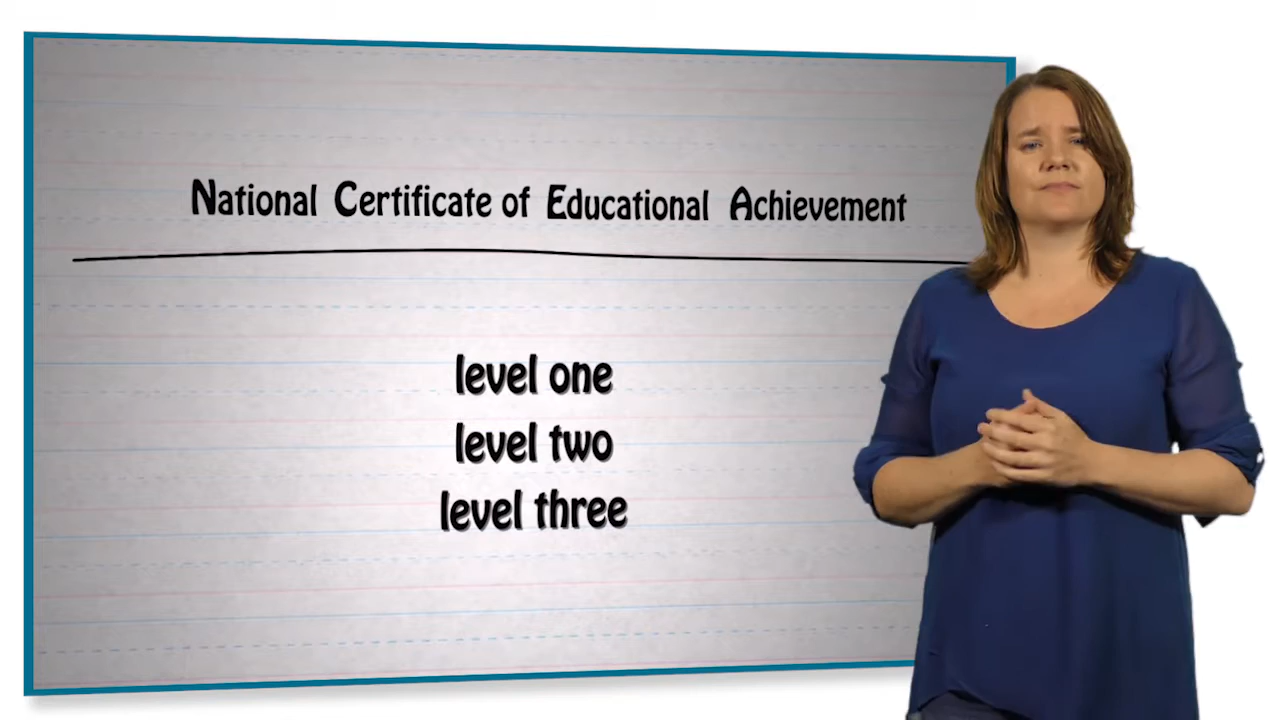 National Certificate of Educational Achievement
level one
level two
level three